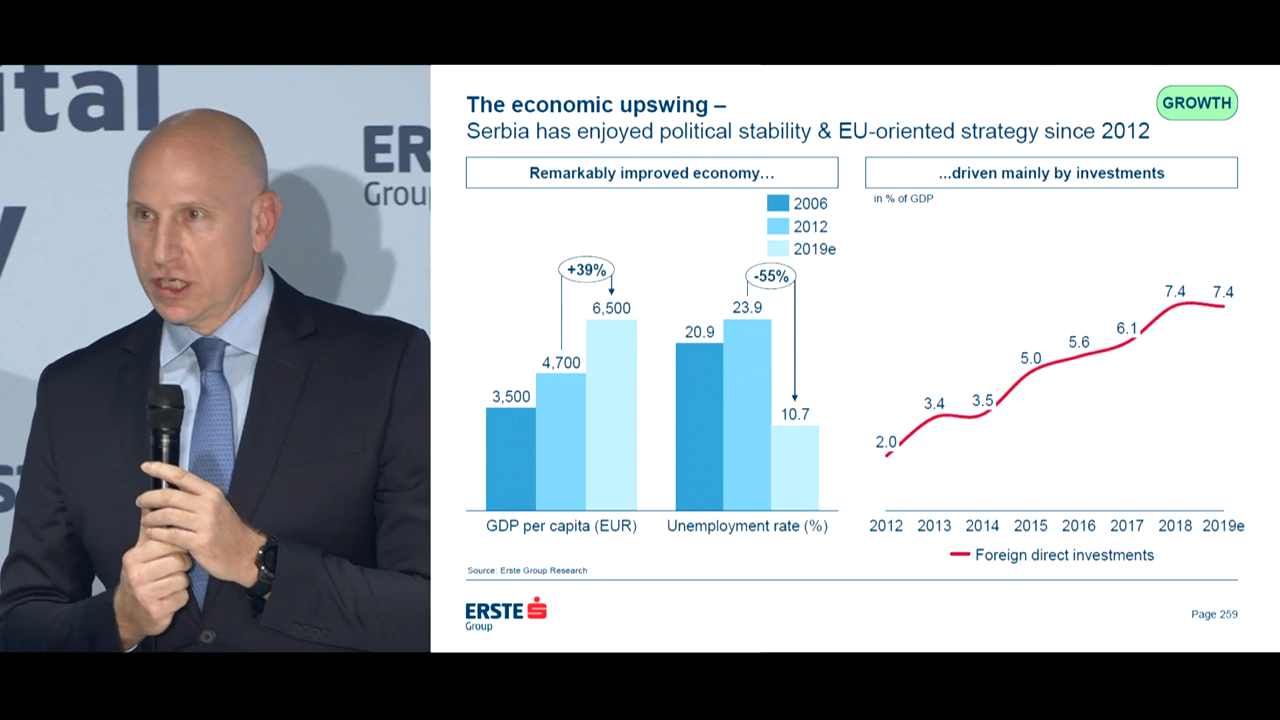 ital
y
ER
Group
The economic upswing –
Serbia has enjoyed political stability & EU-oriented strategy since 2012
GROWTH
Remarkably improved economy…
2006
2012
2019e
+39%
-55%
3,500
4,700
6,500
20.9
23.9
10.7
GDP per capita (EUR)
Unemployment rate (%)
...driven mainly by investments
in % of GDP
2.0
3.4
3.5
5.0
5.6
6.1
7.4
7.4
2012 2013 2014 2015 2016 2017 2018 2019e
Foreign direct investments
Source: Erste Group Research
ERSTE
Group
Page 259